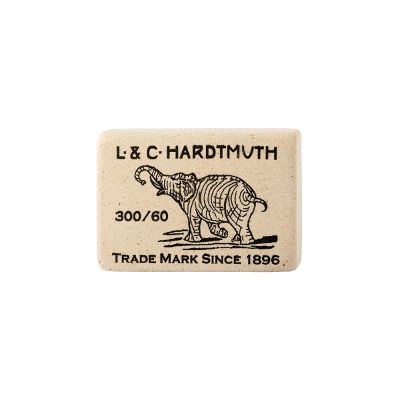 L·&C·HARDTMUTH
300/60
TRADE MARK SINCE 1896